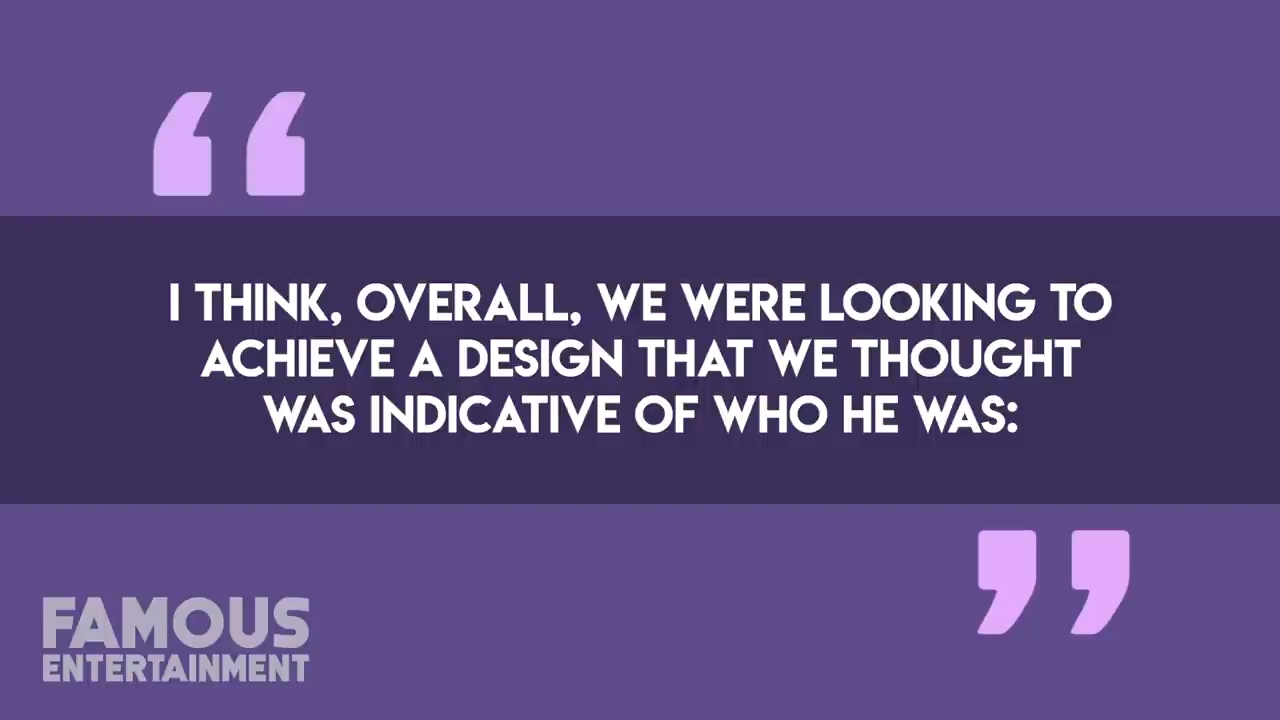 I THINK, OVERALL, WE WERE LOOKING TO
ACHIEVE A DESIGN THAT WE THOUGHT
WAS INDICATIVE OF WHO HE WAS:
FAMOUS
ENTERTAINMENT